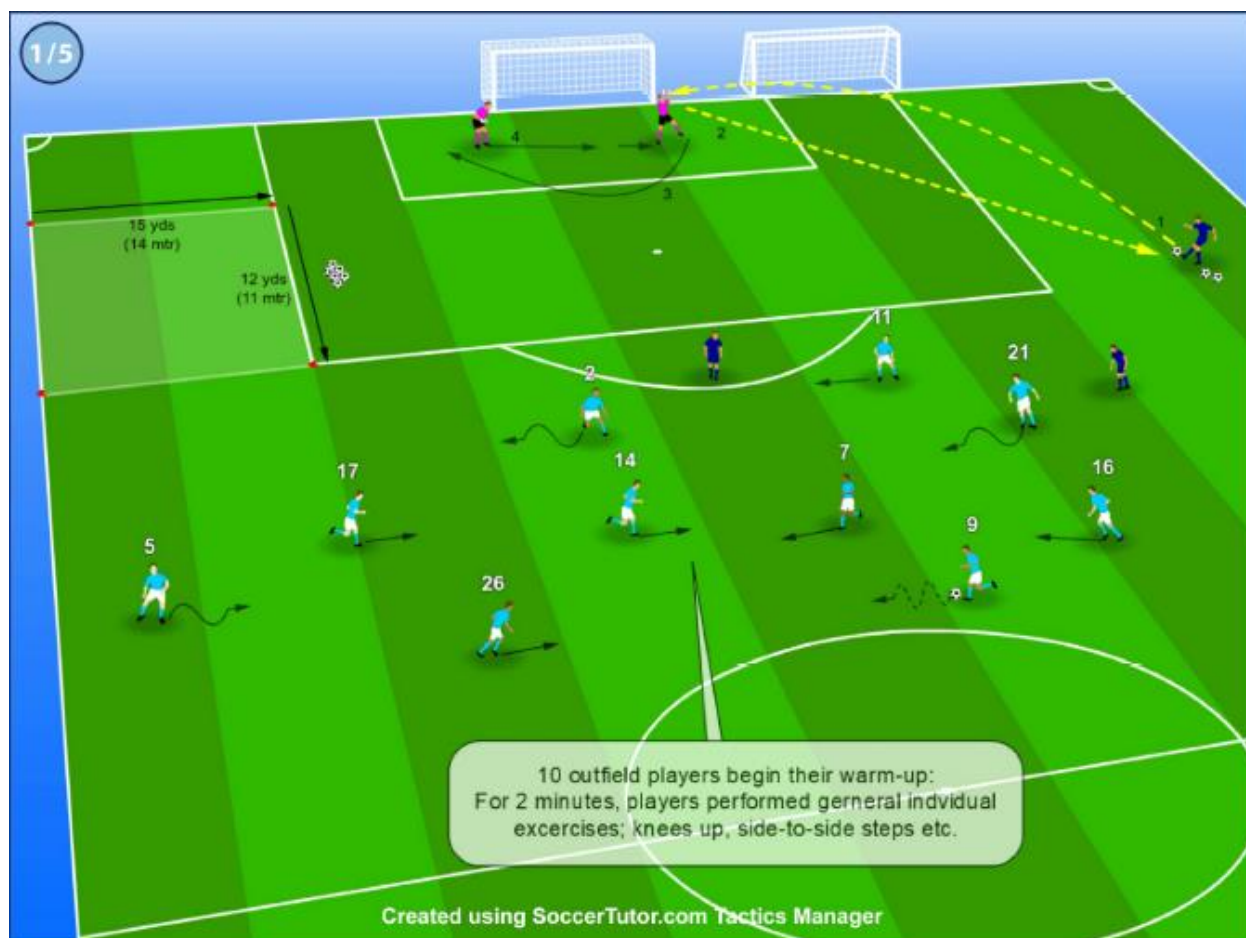 1/5
4
2
3
1
15 yds
(14 mtr)
12 yds
(11 mtr)
11
21
2
17
14
7
16
5
9
26
10 outfield players begin their warm-up:
For 2 minutes, players performed gerneral indvidual
excercises; knees up, side-to-side steps etc.
Created using SoccerTutor.com Tactics Manager